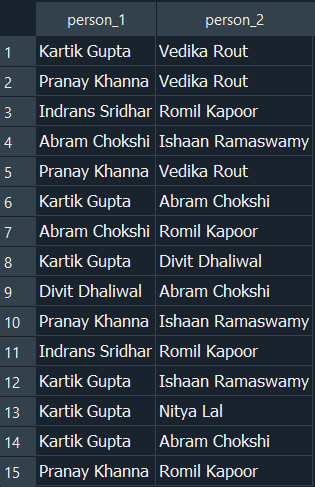 person_1 person_2
1 Kartik Gupta Vedika Rout
2 Pranay Khanna Vedika Rout
3 Indrans Sridhar Romil Kapoor
4 Abram Chokshi Ishaan Ramaswamy
5 Pranay Khanna Vedika Rout
6 Kartik Gupta Abram Chokshi
7 Abram Chokshi Romil Kapoor
8 Kartik Gupta Divit Dhaliwal
9 Divit Dhaliwal Abram Chokshi
10 Pranay Khanna Ishaan Ramaswamy
11 Indrans Sridhar Romil Kapoor
12 Kartik Gupta Ishaan Ramaswamy
13 Kartik Gupta Nitya Lal
14 Kartik Gupta Abram Chokshi
15 Pranay Khanna Romil Kapoor